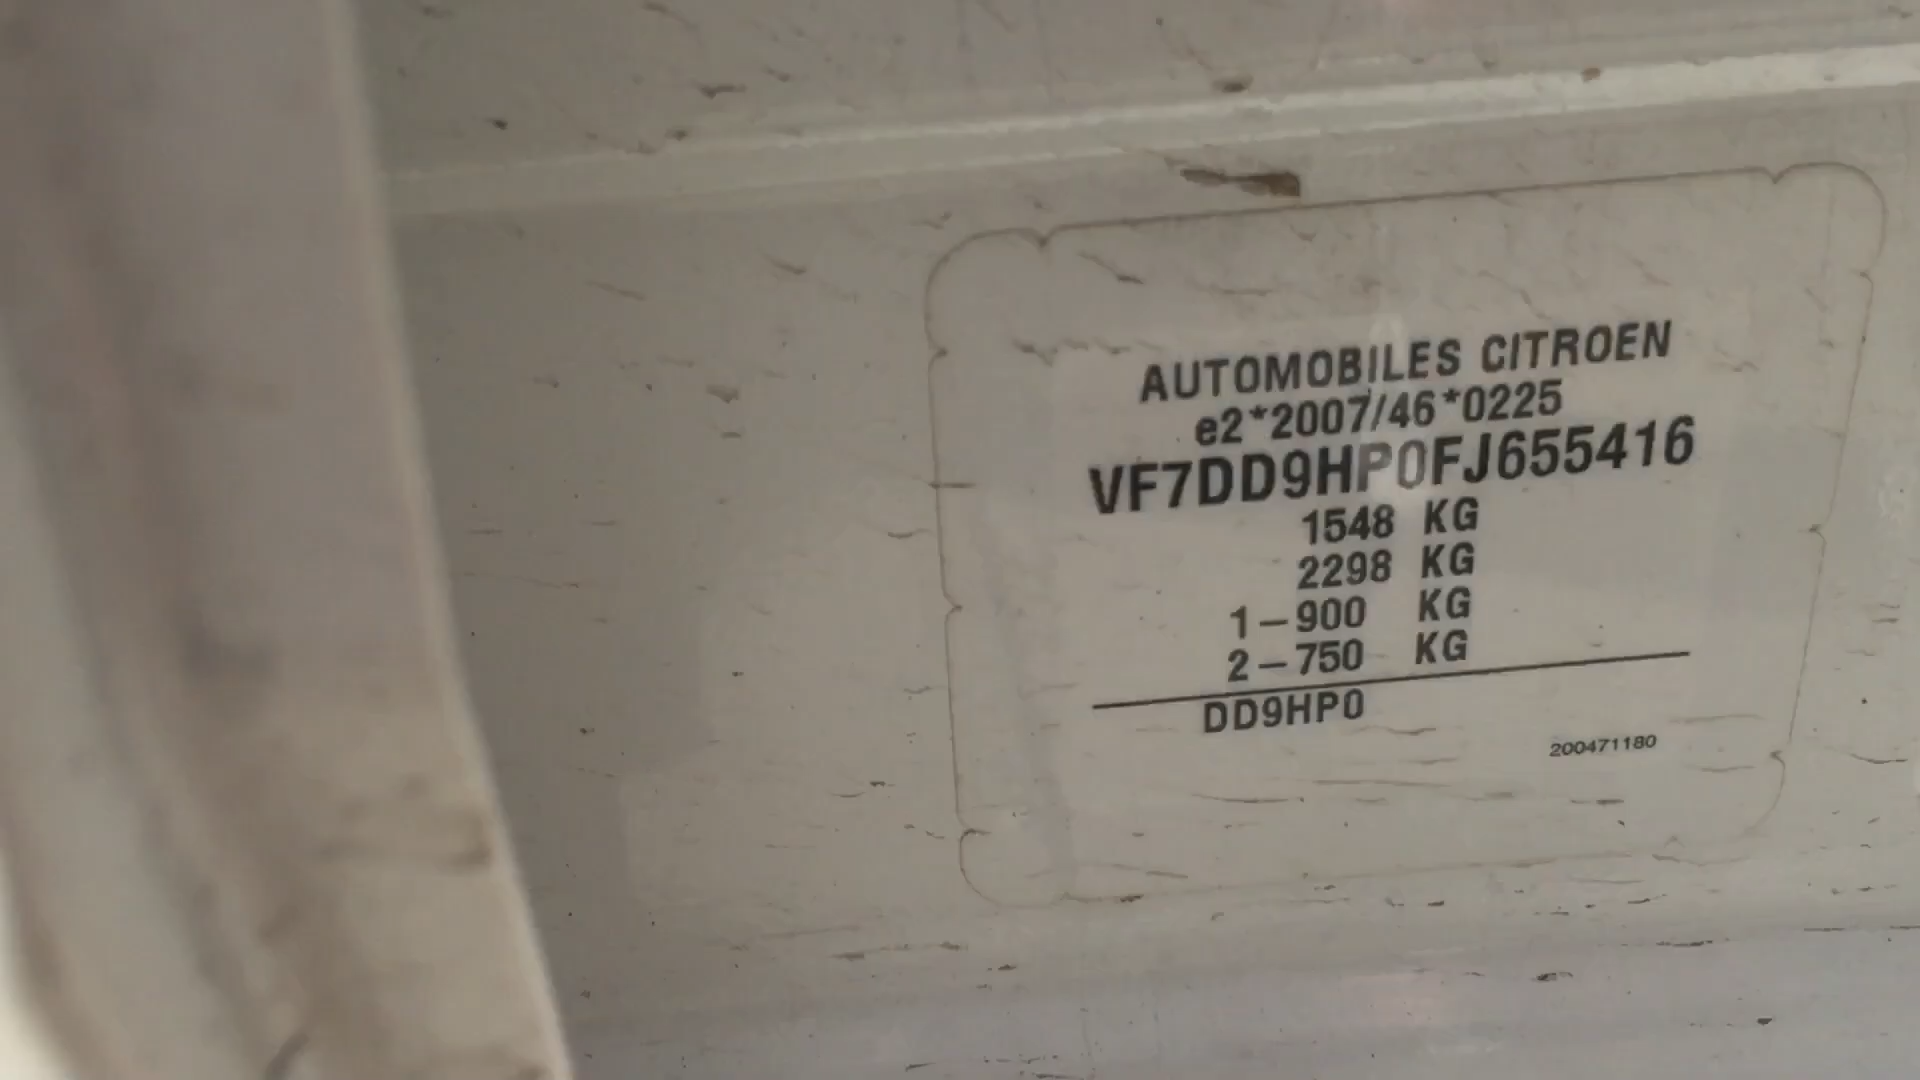 AUTOMOBILES CITROEN
e2*2007/46*0225
VF7DD9HP0FJ655416
1548 KG
2298 KG
1-900 KG
2-750 KG
DD9HP0
200471180